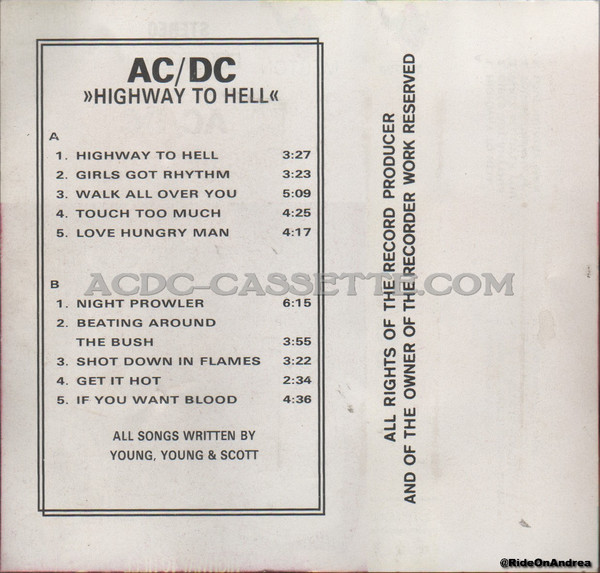 AC/DC
»HIGHWAY TO HELL«
A
1. HIGHWAY TO HELL 3:27
2. GIRLS GOT RHYTHM 3:23
3. WALK ALL OVER YOU 5:09
4. TOUCH TOO MUCH 4:25
5. LOVE HUNGRY MAN 4:17
B
ACDC-CASSETTE.COM
1. NIGHT PROWLER 6:15
2. BEATING AROUND
THE BUSH 3:55
3. SHOT DOWN IN FLAMES 3:22
4. GET IT HOT 2:34
5. IF YOU WANT BLOOD 4:36
ALL SONGS WRITTEN BY
YOUNG, YOUNG & SCOTT
ALL RIGHTS OF THE RECORD PRODUCER
AND OF THE OWNER OF THE RECORDER WORK RESERVED
@RideOnAndrea